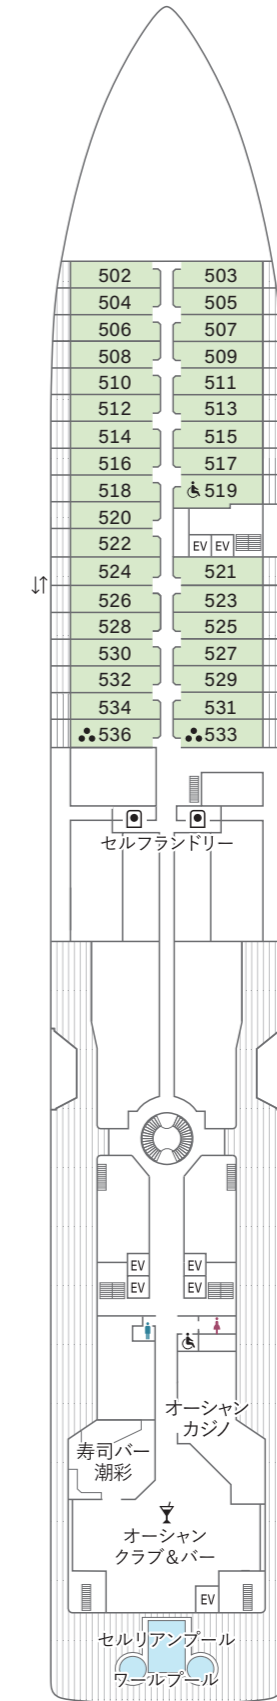 502 503
504 505
506 507
508 509
510 511
512 513
514 515
516 517
518 519
520
522 EV EV
524 521
526 523
528 525
530 527
532 529
534 531
536 533
セルフランドリー
EV EV
EV EV
オーシャン
カジノ
寿司バー
潮彩
オーシャン
クラブ&バー
EV
セルリアンプール
ワールプール